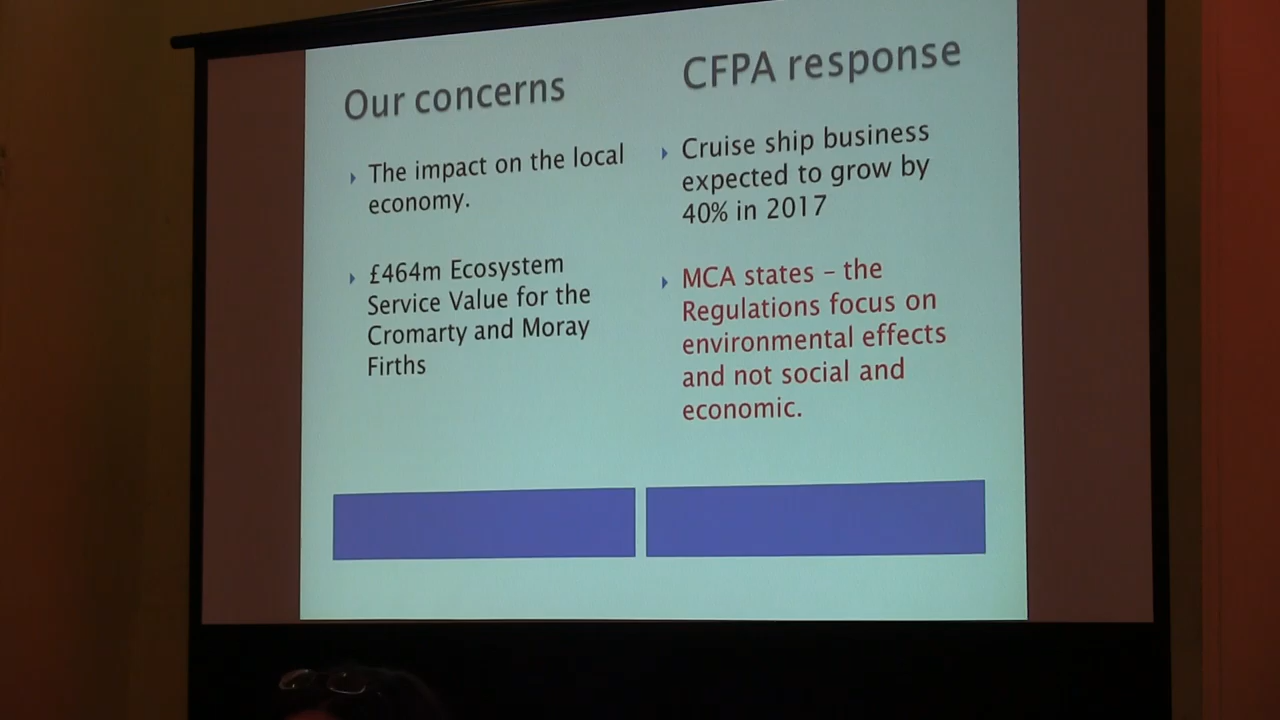 Our concerns
The impact on the local
economy.
£464m Ecosystem
Service Value for the
Cromarty and Moray
Firths
CFPA response
Cruise ship business
expected to grow by
40% in 2017
MCA states – the
Regulations focus on
environmental effects
and not social and
economic.